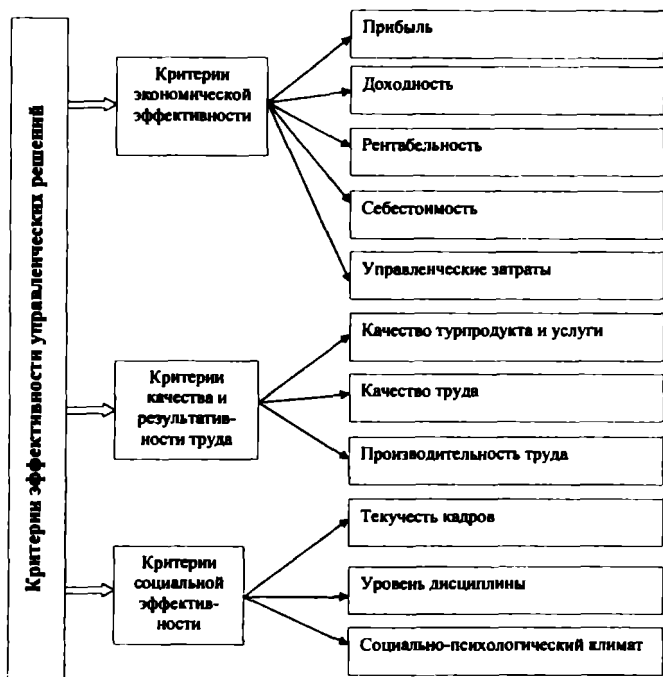 Критерии эффективности управленческих решений
Критерии
экономической
эффективности
Прибыль
Доходность
Рентабельность
Себестоимость
Управленческие затраты
Критерии
качества и
результатив-
ности труда
Качество турпродукта и услуги
Качество труда
Производительность труда
Критерии
социальной
эффектив-
ности
Текучесть кадров
Уровень дисциплины
Социально-психологический климат